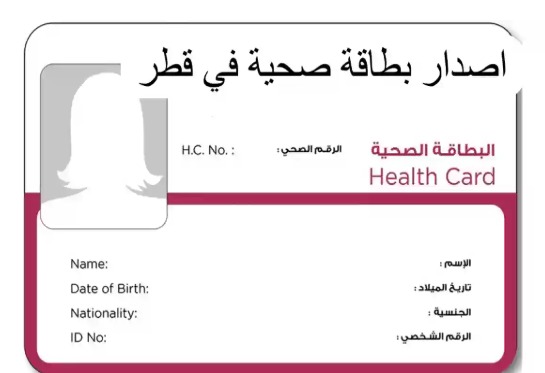 اصدار بطاقة صحية في قطر
البطاقة الصحية
H.C. No. : الرقم الصحي :
Health Card
Name: الإسم :
Date of Birth: تاريخ الميلاد :
Nationality: الجنسية :
ID No: الرقم الشخصي :